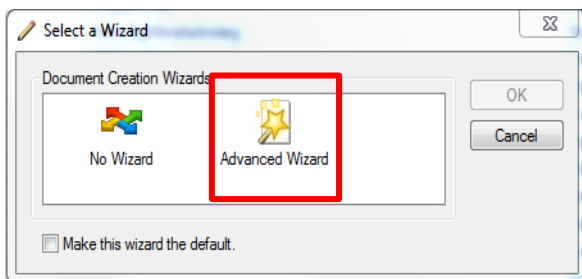 Select a Wizard
Document Creation Wizards
OK
Cancel
No Wizard
Advanced Wizard
Make this wizard the default.